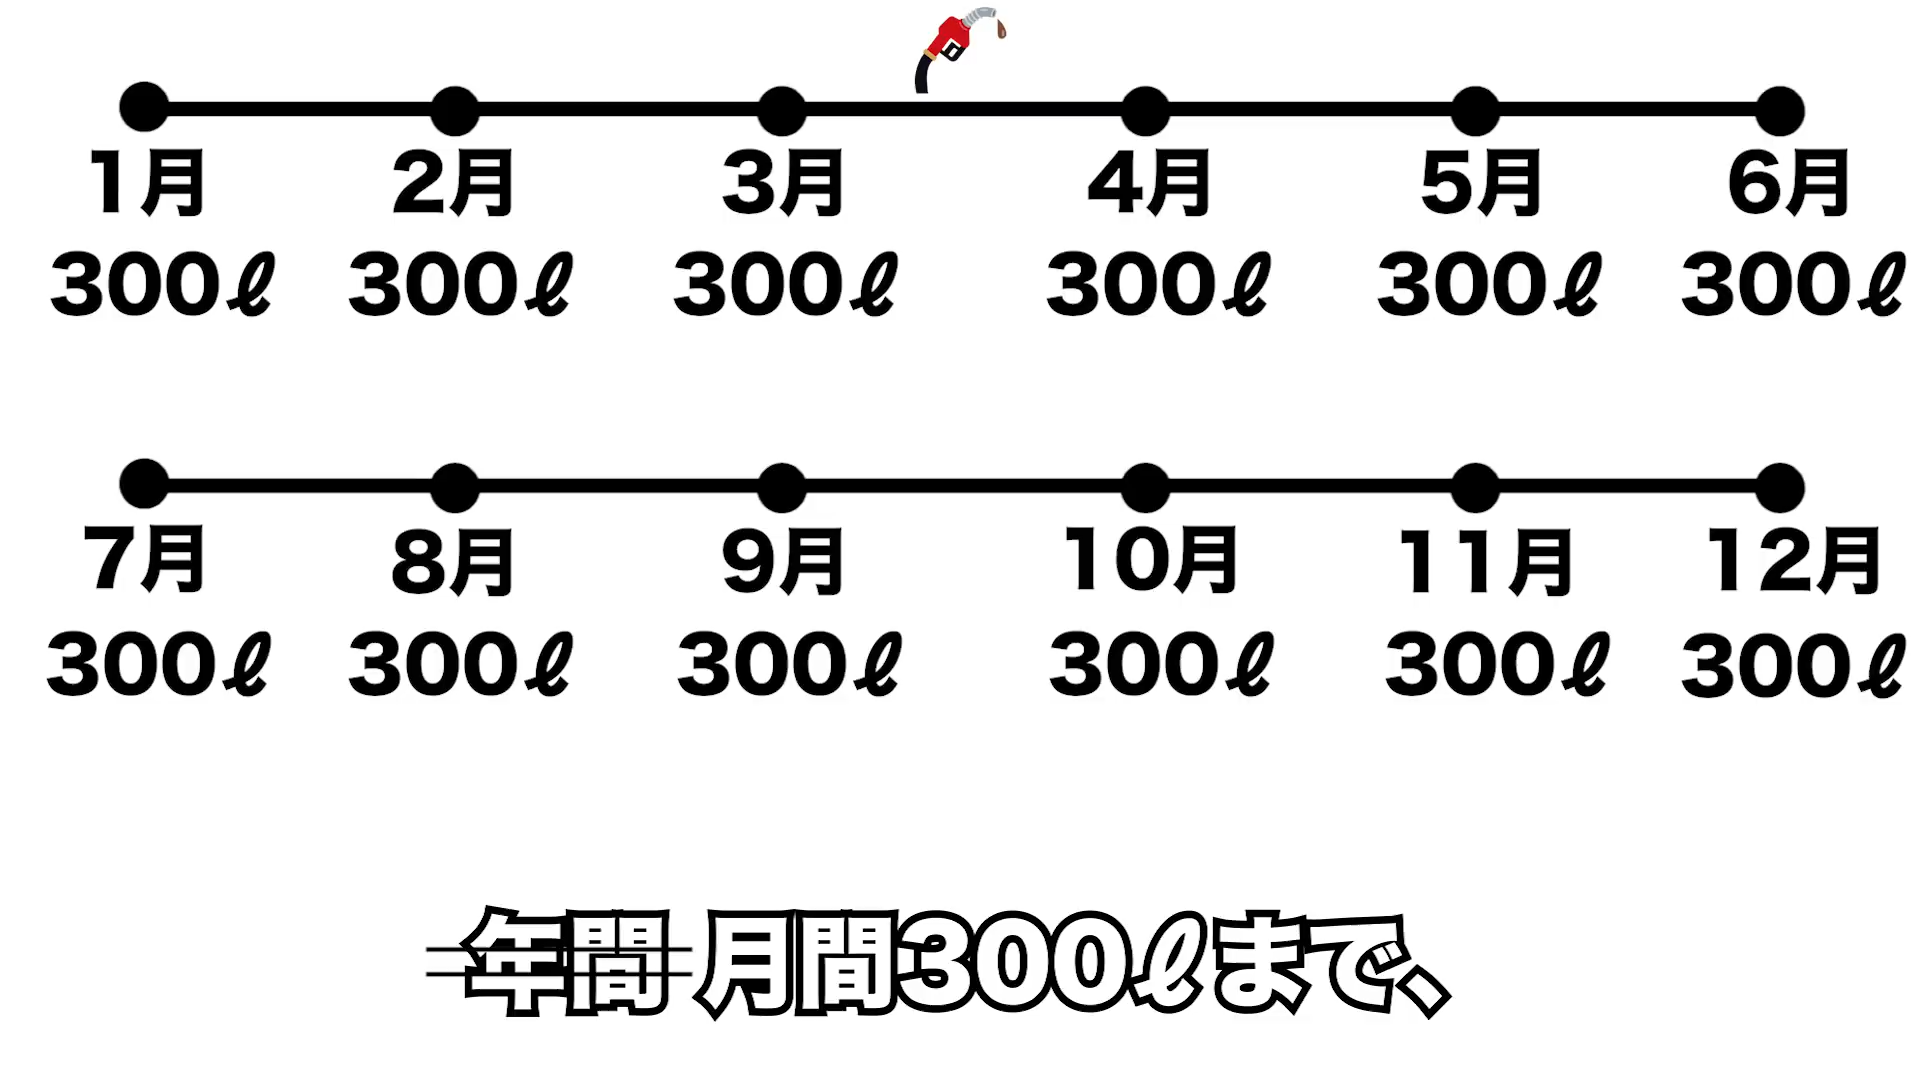 1月 2月 3月 4月 5月 6月
300ℓ 300ℓ 300ℓ 300ℓ 300ℓ 300ℓ
7月 8月 9月 10月 11月 12月
300ℓ 300ℓ 300ℓ 300ℓ 300ℓ 300ℓ
年間 月間300ℓまで、